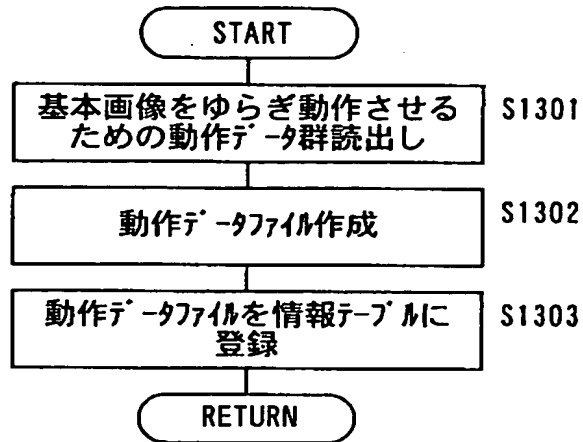 START
基本画像をゆらぎ動作させる
ための動作ﾃﾞｰﾀ群読出し
S1301
動作ﾃﾞｰﾀﾌｧｲﾙ作成
S1302
動作ﾃﾞｰﾀﾌｧｲﾙを情報ﾃｰﾌﾞﾙに
登録
S1303
RETURN